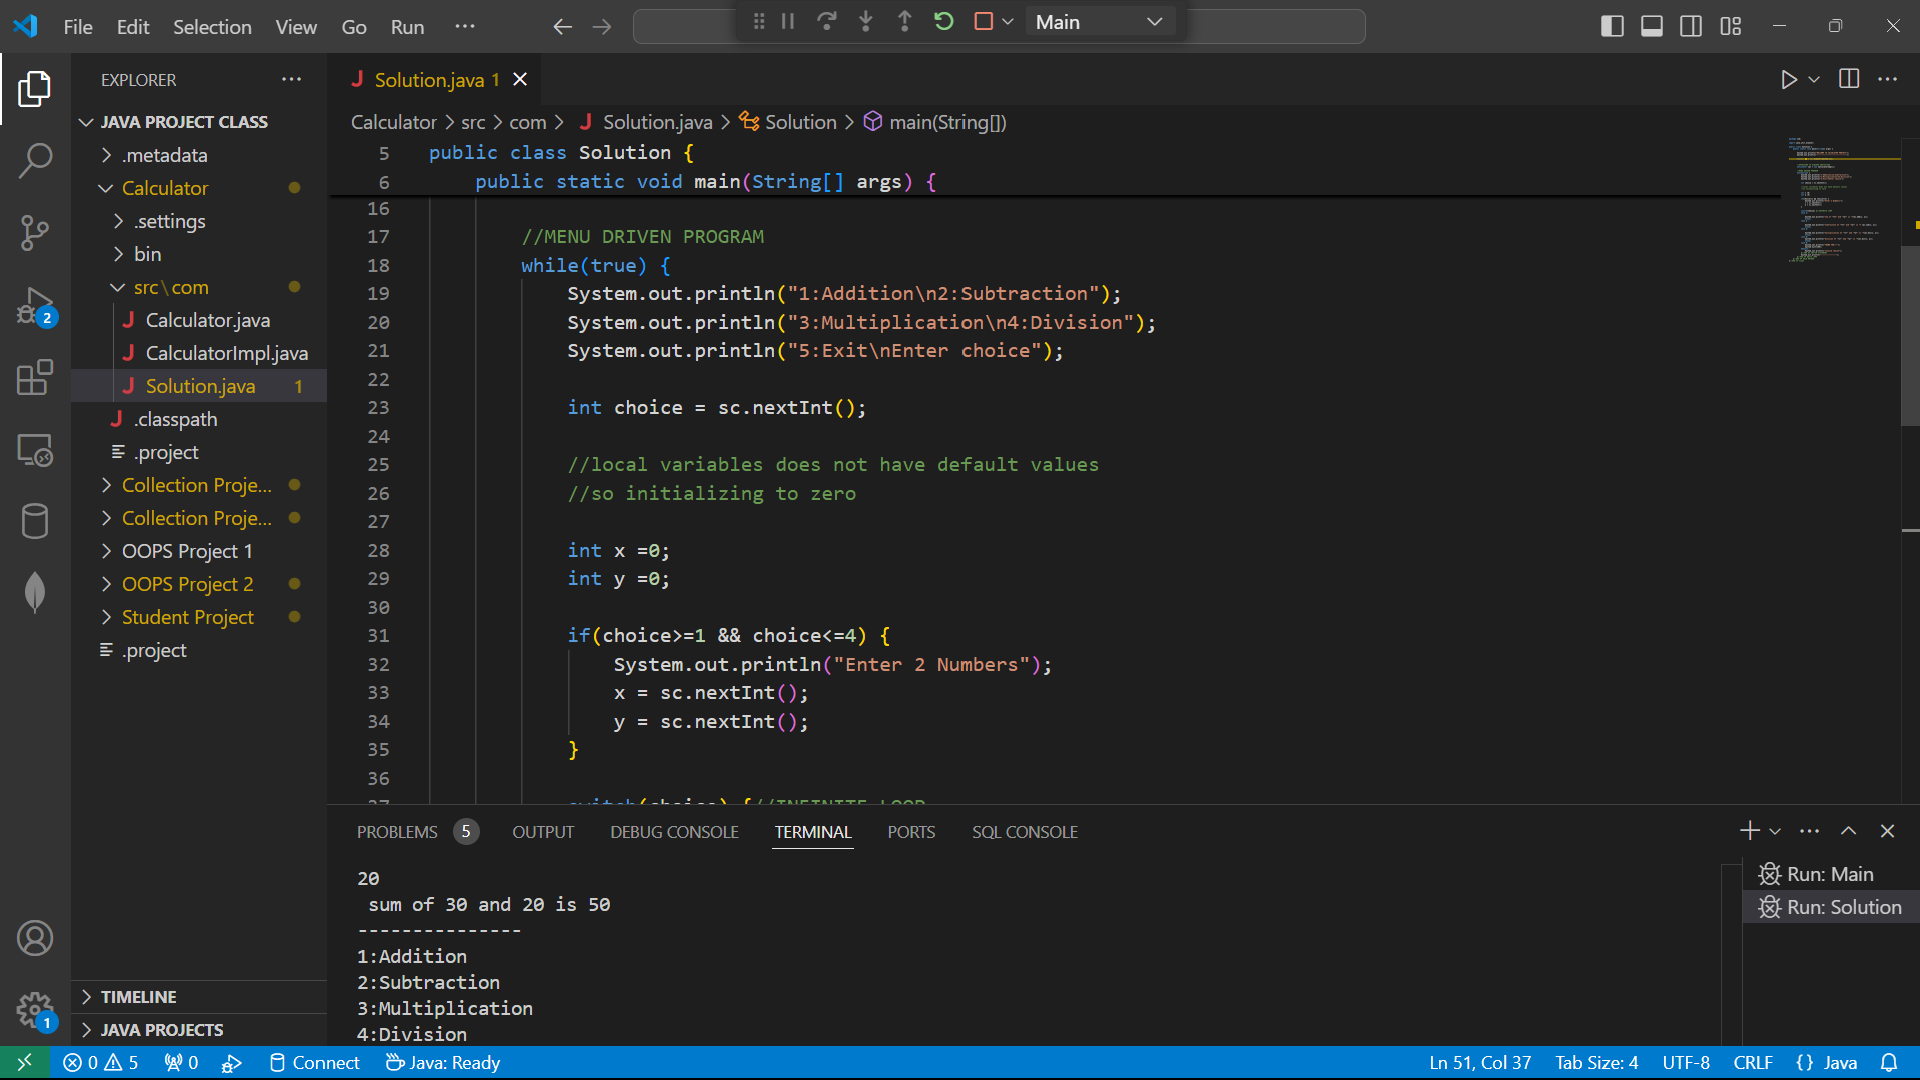 File Edit Selection View Go Run ··· Main
EXPLORER ···
JAVA PROJECT CLASS
.metadata
Calculator
.settings
bin
src\com
J Calculator.java
J CalculatorImpl.java
J Solution.java 1
J .classpath
.project
Collection Proje...
Collection Proje...
OOPS Project 1
OOPS Project 2
Student Project
.project
TIMELINE
JAVA PROJECTS
2
1
J Solution.java 1
Calculator > src > com > J Solution.java > Solution > main(String[])
5 public class Solution {
6 public static void main(String[] args) {
16
17 //MENU DRIVEN PROGRAM
18 while(true) {
19 System.out.println("1:Addition\n2:Subtraction");
20 System.out.println("3:Multiplication\n4:Division");
21 System.out.println("5:Exit\nEnter choice");
22
23 int choice = sc.nextInt();
24
25 //local variables does not have default values
26 //so initializing to zero
27
28 int x =0;
29 int y =0;
30
31 if(choice>=1 && choice<=4) {
32 System.out.println("Enter 2 Numbers");
33 x = sc.nextInt();
34 y = sc.nextInt();
35 }
36
37 switch(choice) {//INFINITE LOOP
PROBLEMS 5 OUTPUT DEBUG CONSOLE TERMINAL PORTS SQL CONSOLE
20
sum of 30 and 20 is 50
---------------
1:Addition
2:Subtraction
3:Multiplication
4:Division
Run: Main
Run: Solution
0 5 0 Connect Java: Ready Ln 51, Col 37 Tab Size: 4 UTF-8 CRLF {} Java